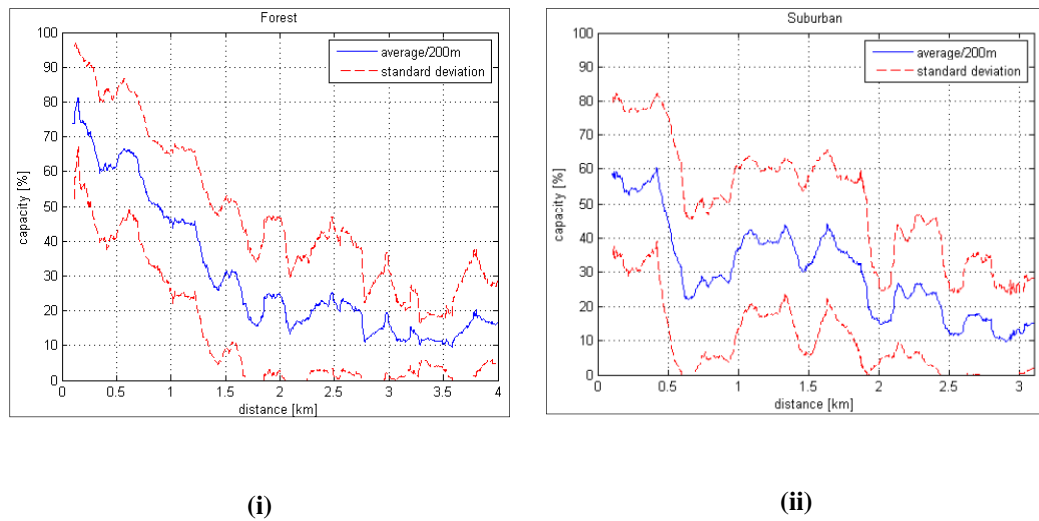 Forest
average/200m
standard deviation
capacity [%]
100
90
80
70
60
50
40
30
20
10
0
0 0.5 1 1.5 2 2.5 3 3.5 4
distance [km]
(i)
Suburban
average/200m
standard deviation
capacity [%]
100
90
80
70
60
50
40
30
20
10
0
0 0.5 1 1.5 2 2.5 3
distance [km]
(ii)